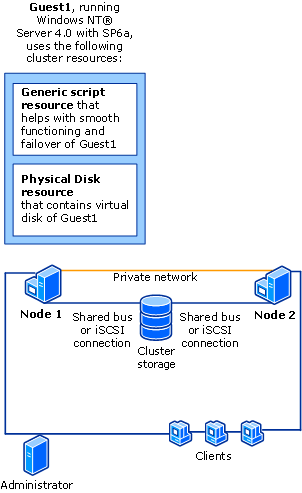 Guest1, running
Windows NT®
Server 4.0 with SP6a,
uses the following
cluster resources:
Generic script
resource that
helps with smooth
functioning and
failover of Guest1
Physical Disk
resource
that contains virtual
disk of Guest1
Private network
Node 1
Node 2
Shared bus
or iSCSI
connection
Shared bus
or iSCSI
connection
Cluster
storage
Clients
Administrator